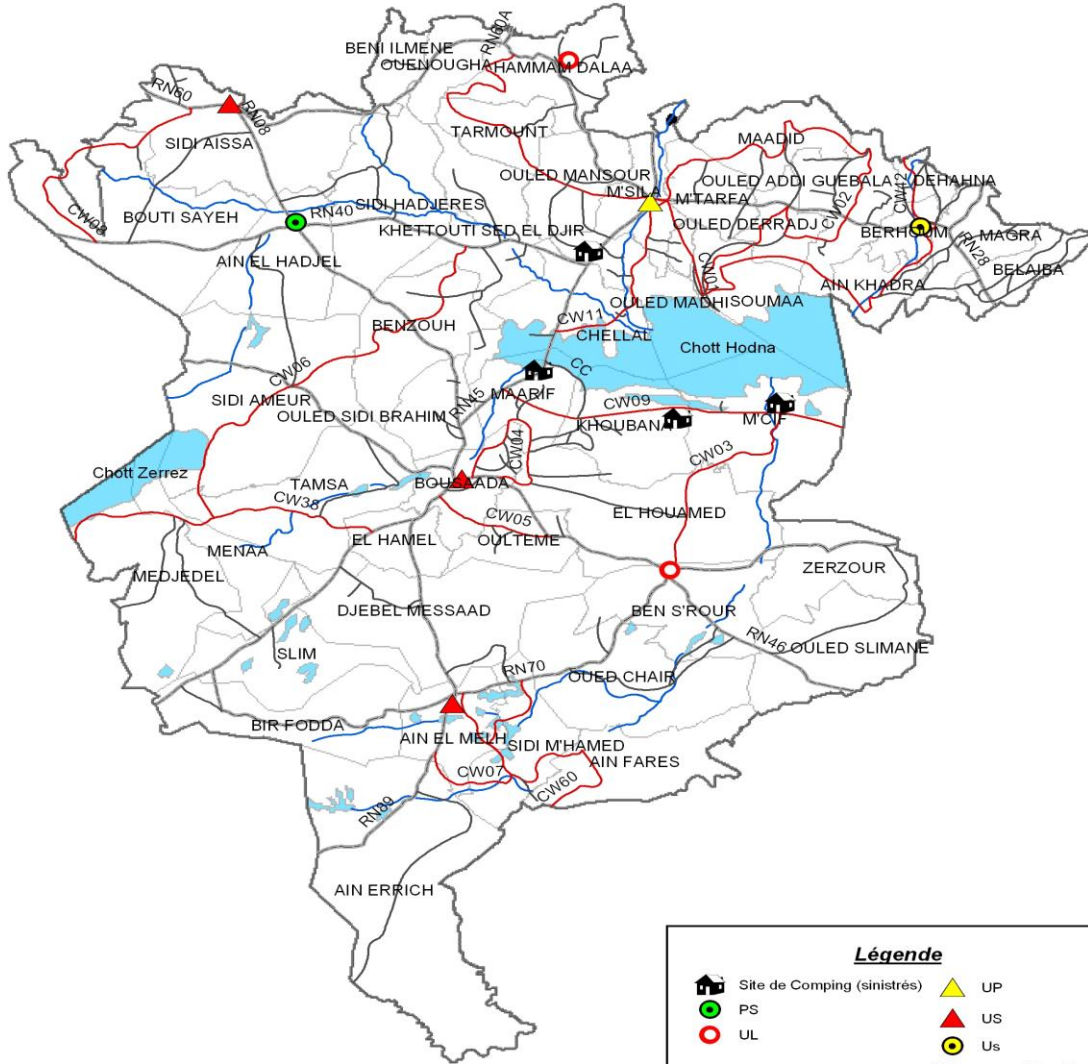 BENI ILMENE
RN60A
OUENOUGHA
HAMMAM DALAA
RN60
RN08
SIDI AISSA
TARMOUNT
MAADID
OULED MANSOUR
M'SILA
OULED ADDI GUEBALA
CW42
DEHAHNA
M'TARFA
CW02
BOUTI SAYEH
CW08
RN40
SIDI HADJERES
KHETTOUTI SED EL DJIR
OULED DERRADJ
BERHOUM
MAGRA
RN28
BELAIBA
AIN EL HADJEL
AIN KHADRA
OULED MADHI
SOUMAA
CW11
CHELLAL
BENZOUH
Chott Hodna
CW06
CC
SIDI AMEUR
MAARIF
OULED SIDI BRAHIM
RN45
CW09
KHOUBANA
M'CIF
CW04
CW03
Chott Zerrez
TAMSA
BOUSAADA
CW38
CW05
EL HOUAMED
EL HAMEL
OULTEME
MENAA
MEDJEDEL
ZERZOUR
DJEBEL MESSAAD
BEN S'ROUR
RN46
OULED SLIMANE
SLIM
RN70
OUED CHAIR
BIR FODDA
AIN EL MELH
SIDI M'HAMED
AIN FARES
CW07
CW60
RN89
AIN ERRICH
Légende
Site de Comping (sinistrés)
UP
PS
US
UL
Us